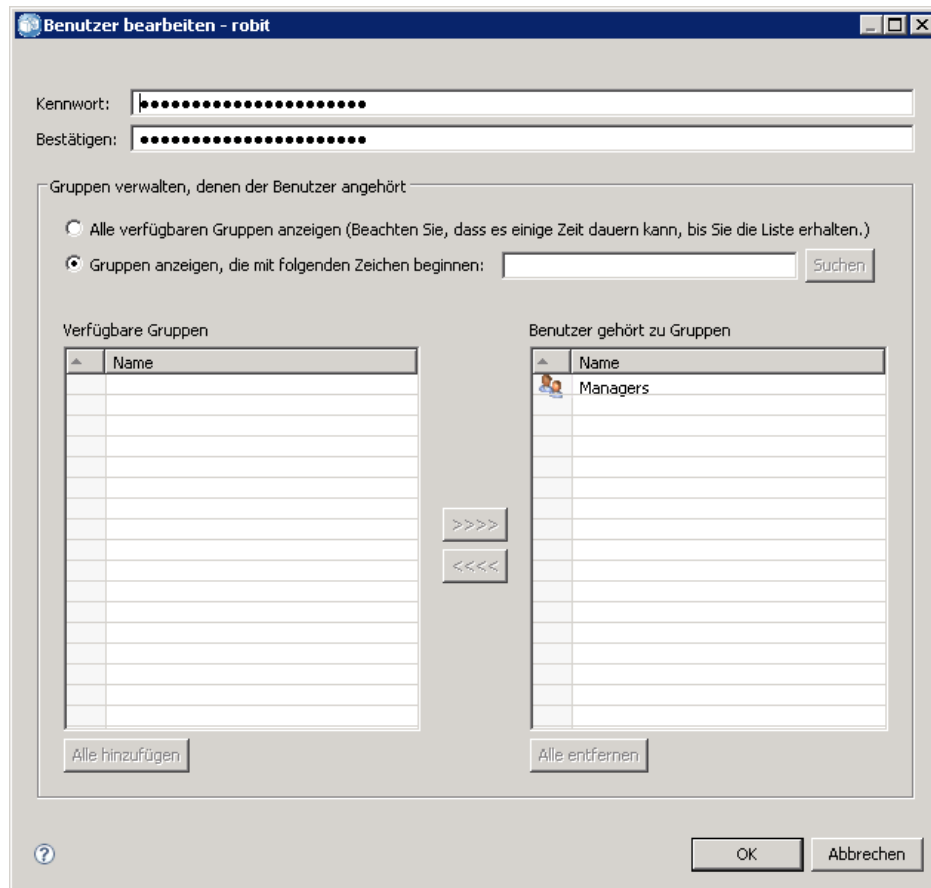 Benutzer bearbeiten - robit
Kennwort: ••••••••••••••••••••••
Bestätigen: ••••••••••••••••••••••
Gruppen verwalten, denen der Benutzer angehört
Alle verfügbaren Gruppen anzeigen (Beachten Sie, dass es einige Zeit dauern kann, bis Sie die Liste erhalten.)
Gruppen anzeigen, die mit folgenden Zeichen beginnen: Suchen
Verfügbare Gruppen
Name
Benutzer gehört zu Gruppen
Name
Managers
>>>>
<<<<
Alle hinzufügen
Alle entfernen
? OK Abbrechen